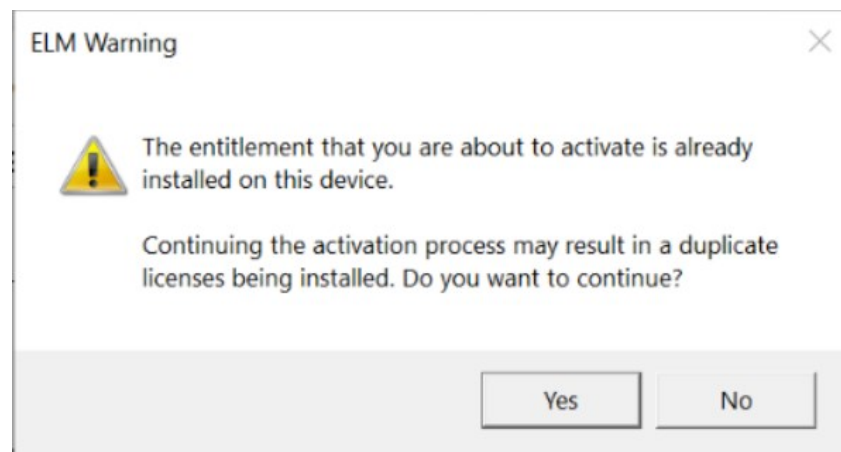 ELM Warning
The entitlement that you are about to activate is already
installed on this device.
Continuing the activation process may result in a duplicate
licenses being installed. Do you want to continue?
Yes
No